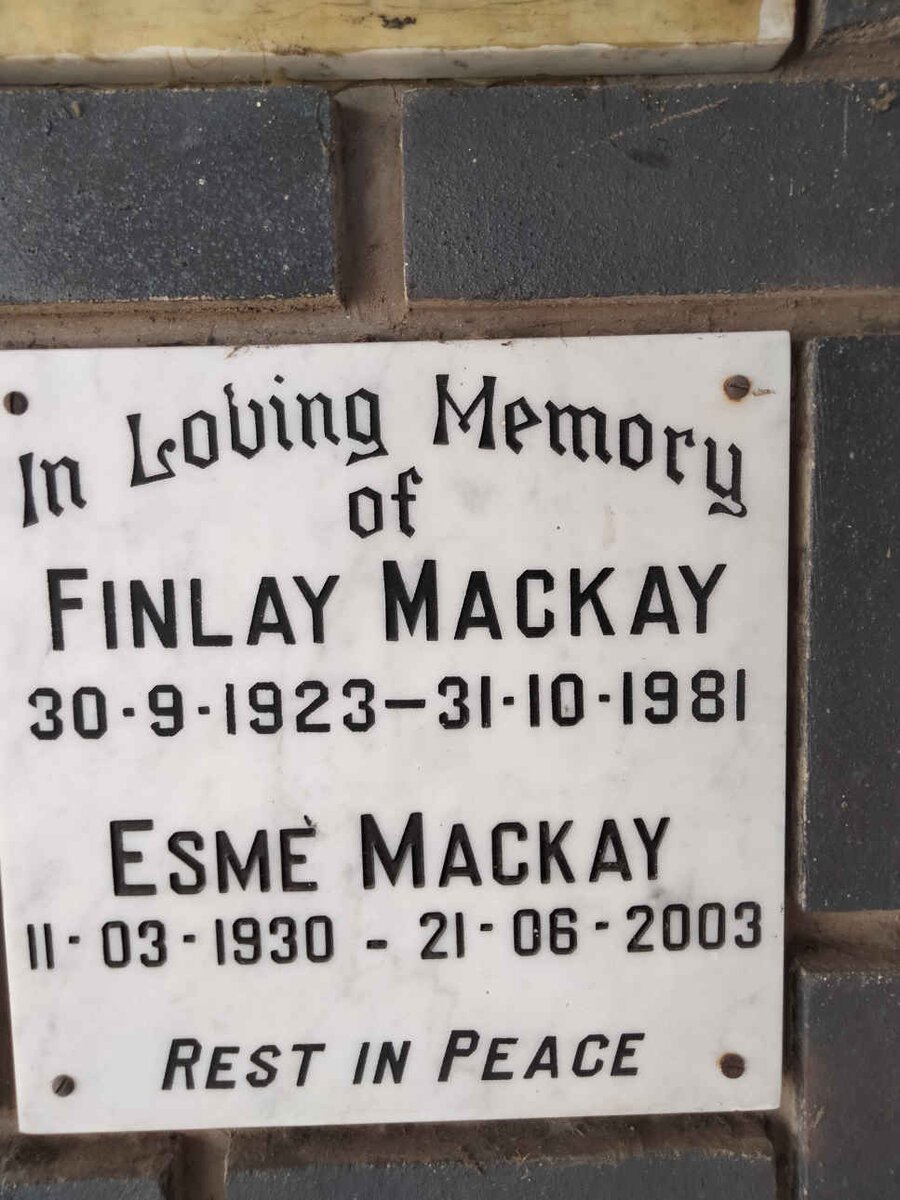 In Loving Memory
of
FINLAY MACKAY
30·9·1923–31·10·1981
ESMÈ MACKAY
11-03-1930 - 21-06-2003
REST IN PEACE